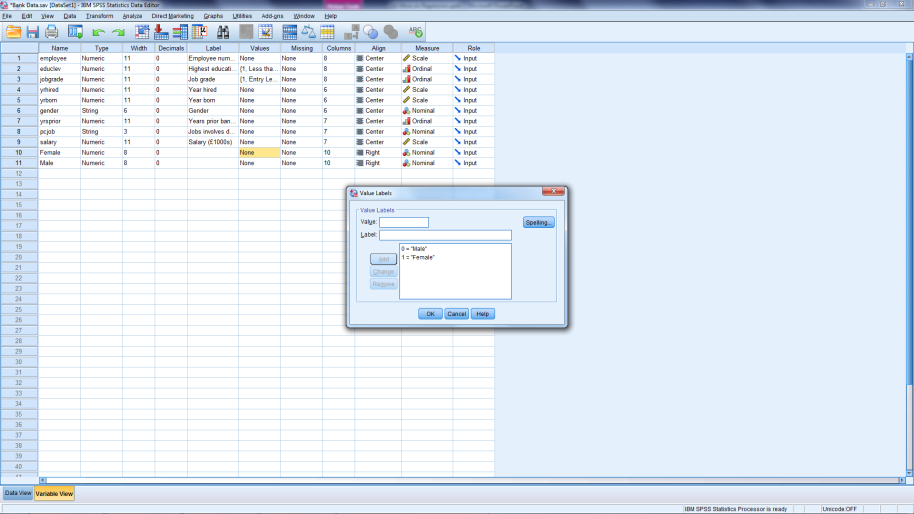 *Bank Data.sav [DataSet1] - IBM SPSS Statistics Data Editor
File Edit View Data Transform Analyze Direct Marketing Graphs Utilities Add-ons Window Help
Name Type Width Decimals Label Values Missing Columns Align Measure Role
1 employee Numeric 11 0 Employee num... None None 8 Center Scale Input
2 educlev Numeric 11 0 Highest educati... {1, Less tha... None 8 Center Ordinal Input
3 jobgrade Numeric 11 0 Job grade {1, Entry Le... None 8 Center Ordinal Input
4 yrhired Numeric 11 0 Year hired None None 6 Center Scale Input
5 yrborn Numeric 11 0 Year born None None 6 Center Scale Input
6 gender String 6 0 Gender None None 6 Center Nominal Input
7 yrsprior Numeric 11 0 Years prior ban... None None 7 Center Ordinal Input
8 pcjob String 3 0 Jobs involves d... None None 7 Center Nominal Input
9 salary Numeric 11 0 Salary (£1000s) None None 7 Center Scale Input
10 Female Numeric 8 0 None None 10 Right Nominal Input
11 Male Numeric 8 0 None None 10 Right Nominal Input
12
13
14
15
16
17
18
19
20
21
22
23
24
25
26
27
28
29
30
31
32
33
34
35
36
37
38
39
40
Value Labels
Value Labels
Value:
Spelling...
Label:
0 = "Male"
1 = "Female"
Add
Change
Remove
OK Cancel Help
Data View Variable View
IBM SPSS Statistics Processor is ready Unicode:OFF